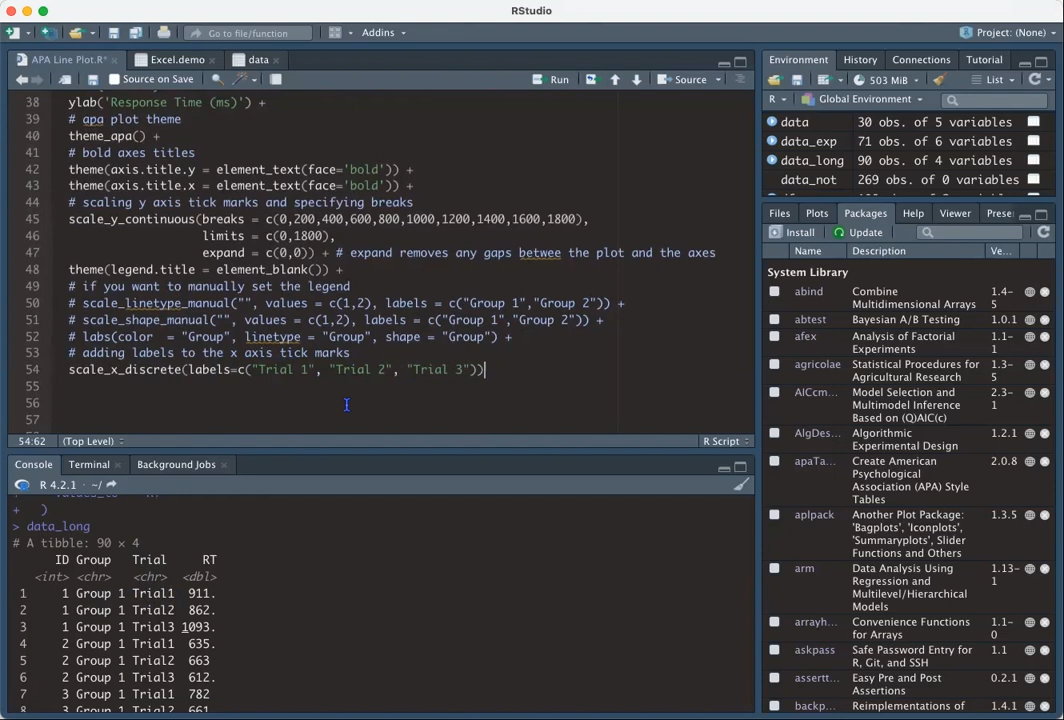 RStudio
Go to file/function
Addins
Project: (None)
APA Line Plot.R*
Excel.demo
data
Source on Save
Run
Source
38 ylab('Response Time (ms)') +
39 # apa plot theme
40 theme_apa() +
41 # bold axes titles
42 theme(axis.title.y = element_text(face='bold')) +
43 theme(axis.title.x = element_text(face='bold')) +
44 # scaling y axis tick marks and specifying breaks
45 scale_y_continuous(breaks = c(0,200,400,600,800,1000,1200,1400,1600,1800),
46 limits = c(0,1800),
47 expand = c(0,0)) + # expand removes any gaps betwee the plot and the axes
48 theme(legend.title = element_blank()) +
49 # if you want to manually set the legend
50 # scale_linetype_manual("", values = c(1,2), labels = c("Group 1","Group 2")) +
51 # scale_shape_manual("", values = c(1,2), labels = c("Group 1","Group 2")) +
52 # labs(color  = "Group", linetype = "Group", shape = "Group") +
53 # adding labels to the x axis tick marks
54 scale_x_discrete(labels=c("Trial 1", "Trial 2", "Trial 3"))
55
56
57
54:62 (Top Level) R Script
Console Terminal Background Jobs
R 4.2.1 · ~/
+ )
> data_long
# A tibble: 90 × 4
ID Group Trial RT
<int> <chr> <chr> <dbl>
1 1 Group 1 Trial1 911.
2 1 Group 1 Trial2 862.
3 1 Group 1 Trial3 1093.
4 2 Group 1 Trial1 635.
5 2 Group 1 Trial2 663
6 2 Group 1 Trial3 612.
7 3 Group 1 Trial1 782
8 3 Group 1 Trial2 661
Environment History Connections Tutorial
503 MiB List
R Global Environment
data 30 obs. of 5 variables
data_exp 71 obs. of 6 variables
data_long 90 obs. of 4 variables
data_not 269 obs. of 0 variables
Files Plots Packages Help Viewer Prese
Install Update
Name Description Ve...
System Library
abind Combine Multidimensional Arrays 1.4-5
abtest Bayesian A/B Testing 1.0.1
afex Analysis of Factorial Experiments 1.1-1
agricolae Statistical Procedures for Agricultural Research 1.3-5
AICcm... Model Selection and Multimodel Inference Based on (Q)AIC(c) 2.3-1
AlgDes... Algorithmic Experimental Design 1.2.1
apaTa... Create American Psychological Association (APA) Style Tables 2.0.8
aplpack Another Plot Package: 'Bagplots', 'Iconplots', 'Summaryplots', Slider Functions and Others 1.3.5
arm Data Analysis Using Regression and Multilevel/Hierarchical Models 1.13-1
arrayh... Convenience Functions for Arrays 1.1-0
askpass Safe Password Entry for R, Git, and SSH 1.1
assertt... Easy Pre and Post Assertions 0.2.1
backp... Reimplementations of 1.4.1